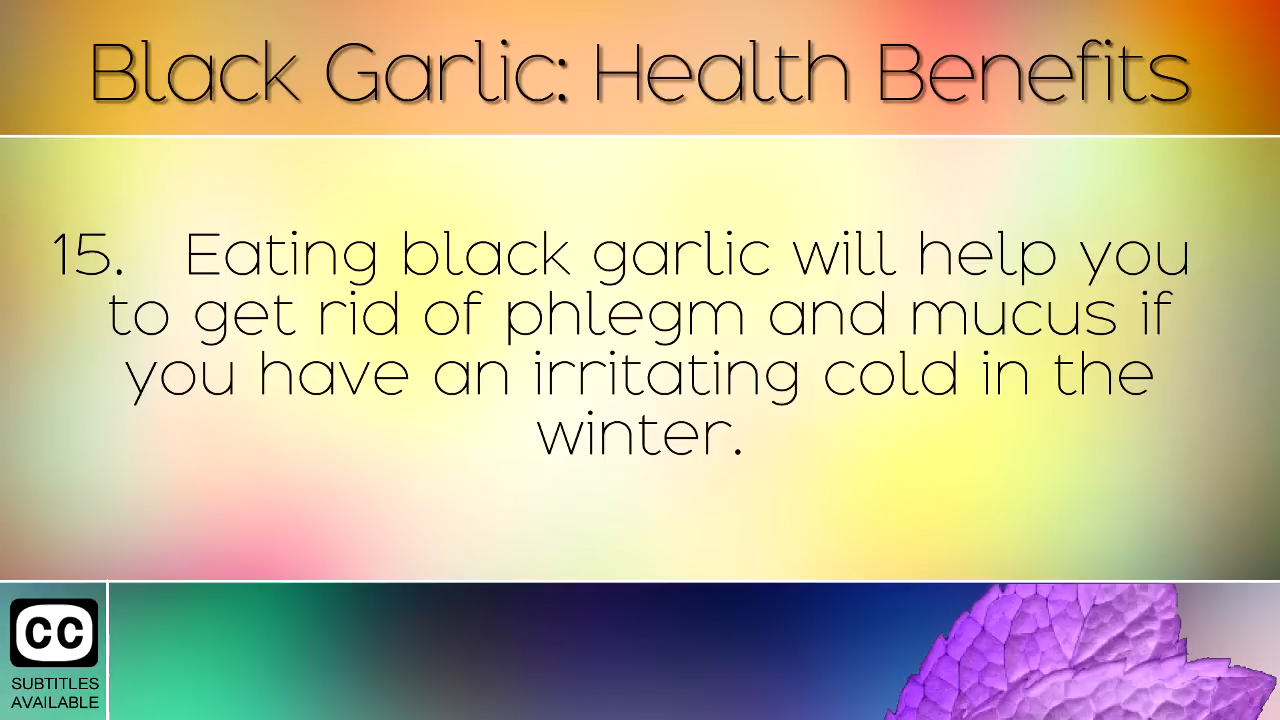 Black Garlic: Health Benefits
15. Eating black garlic will help you
to get rid of phlegm and mucus if
you have an irritating cold in the
winter.
CC
SUBTITLES
AVAILABLE